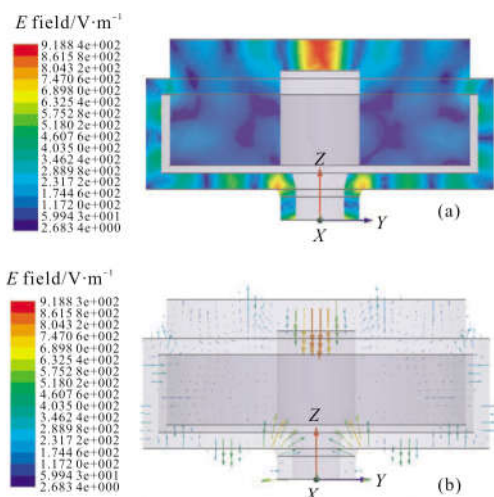 E field/V·m⁻¹
9.188 4e+002
8.615 8e+002
8.043 2e+002
7.470 6e+002
6.898 0e+002
6.325 4e+002
5.752 8e+002
5.180 2e+002
4.607 6e+002
4.035 0e+002
3.462 4e+002
2.889 8e+002
2.317 2e+002
1.744 6e+002
1.172 0e+002
5.994 3e+001
2.683 4e+000
Z
X
Y
(a)
E field/V·m⁻¹
9.188 3e+002
8.615 8e+002
8.043 2e+002
7.470 6e+002
6.898 0e+002
6.325 4e+002
5.752 8e+002
5.180 2e+002
4.607 6e+002
4.035 0e+002
3.462 4e+002
2.889 8e+002
2.317 2e+002
1.744 6e+002
1.172 0e+002
5.994 3e+001
2.683 4e+000
Z
X
Y
(b)